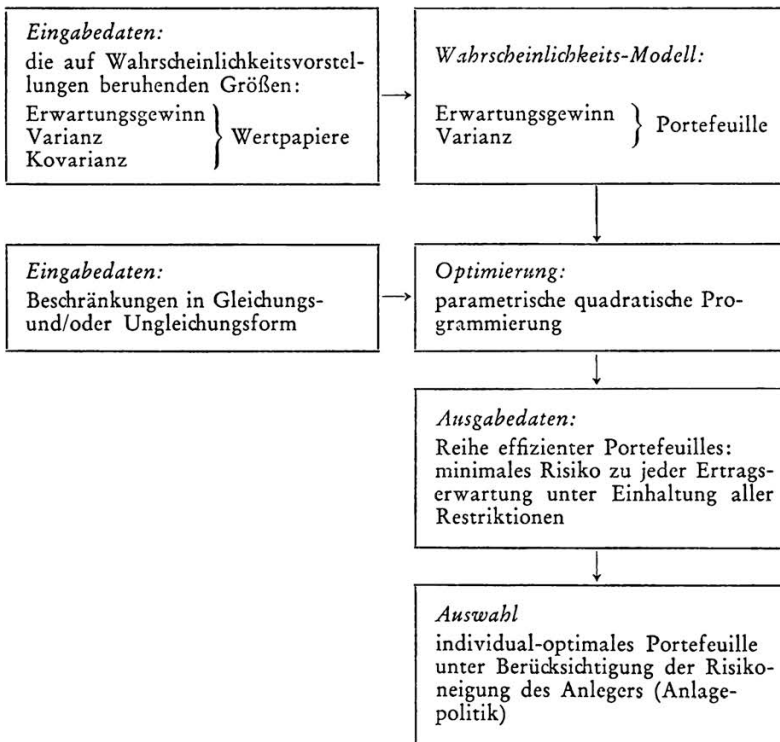 Eingabedaten:
die auf Wahrscheinlichkeitsvorstel-
lungen beruhenden Größen:
Erwartungsgewinn
Varianz
Kovarianz
Wertpapiere
Wahrscheinlichkeits-Modell:
Erwartungsgewinn
Varianz
Portefeuille
Eingabedaten:
Beschränkungen in Gleichungs-
und/oder Ungleichungsform
Optimierung:
parametrische quadratische Pro-
grammierung
Ausgabedaten:
Reihe effizienter Portefeuilles:
minimales Risiko zu jeder Ertrags-
erwartung unter Einhaltung aller
Restriktionen
Auswahl
individual-optimales Portefeuille
unter Berücksichtigung der Risiko-
neigung des Anlegers (Anlage-
politik)